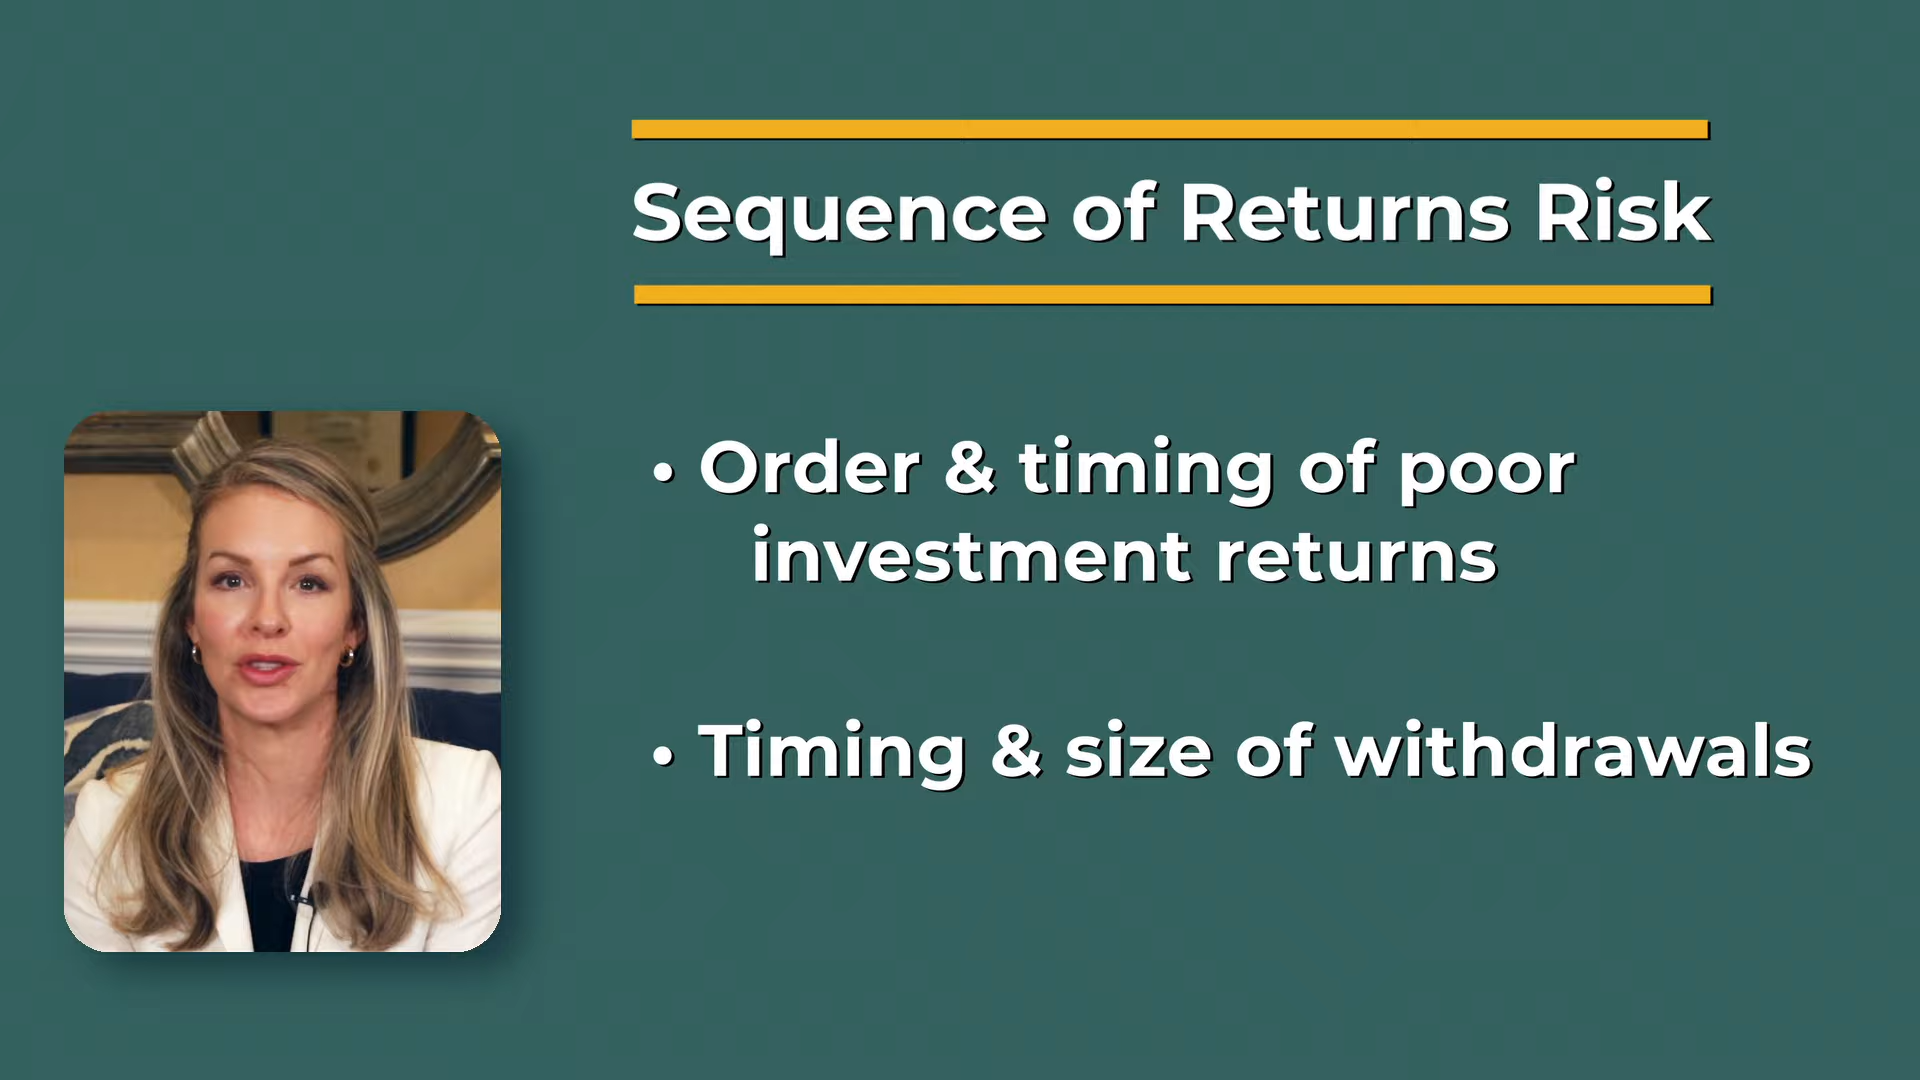 Sequence of Returns Risk
• Order & timing of poor
investment returns
• Timing & size of withdrawals